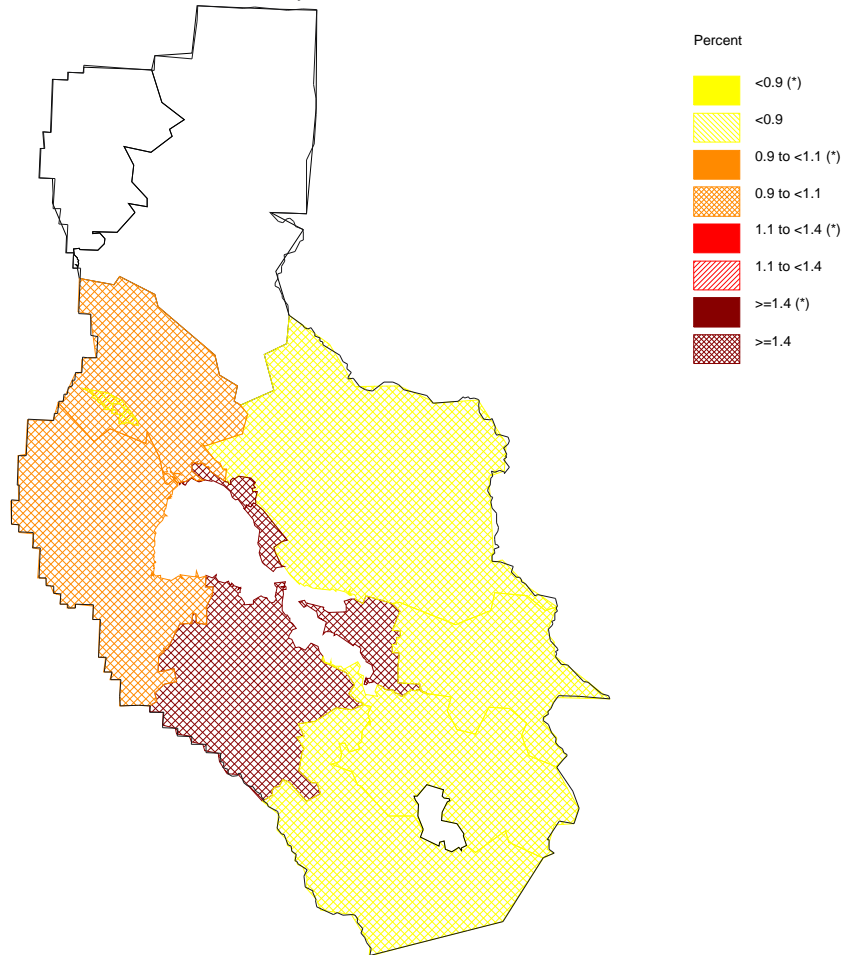 Percent
<0.9 (*)
<0.9
0.9 to <1.1 (*)
0.9 to <1.1
1.1 to <1.4 (*)
1.1 to <1.4
>=1.4 (*)
>=1.4